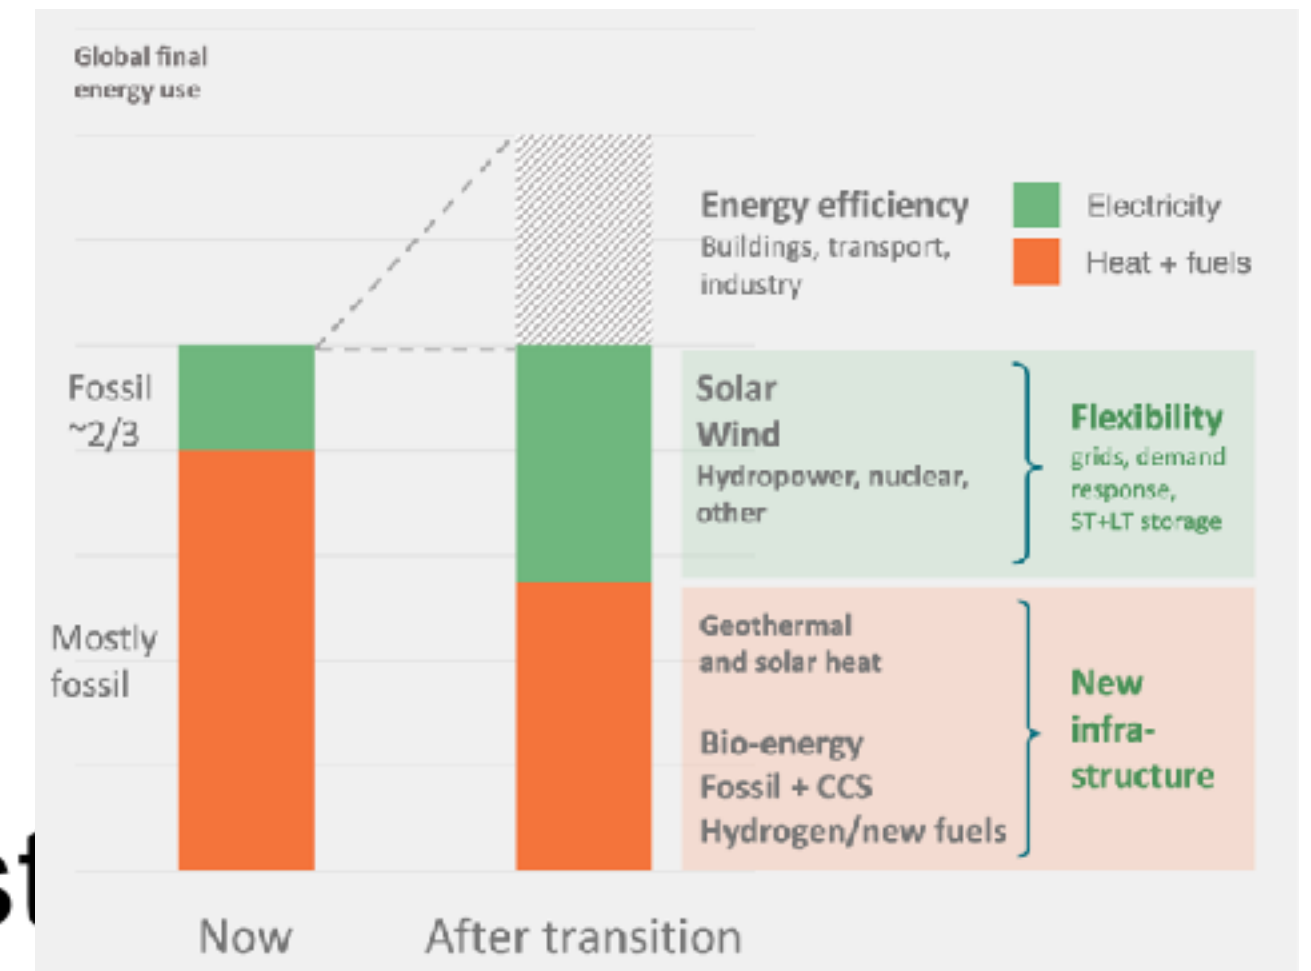 Global final
energy use
Energy efficiency
Buildings, transport,
industry
Electricity
Heat + fuels
Fossil
~2/3
Mostly
fossil
Solar
Wind
Hydropower, nuclear,
other
Flexibility
grids, demand
response,
ST+LT storage
Geothermal
and solar heat
Bio-energy
Fossil + CCS
Hydrogen/new fuels
New
infra-
structure
st
Now
After transition